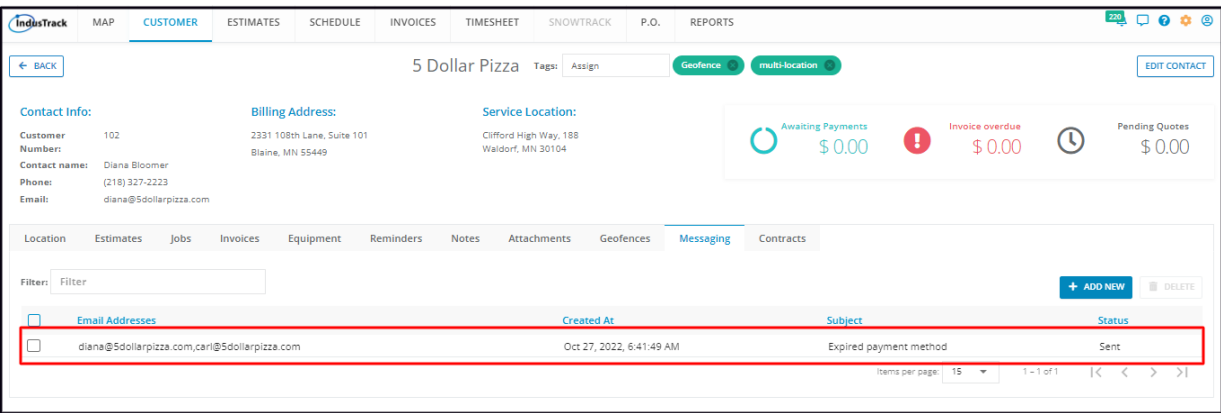 IndusTrack MAP CUSTOMER ESTIMATES SCHEDULE INVOICES TIMESHEET SNOWTRACK P.O. REPORTS 220
← BACK 5 Dollar Pizza Tags: Assign Geofence multi-location EDIT CONTACT
Contact Info: Billing Address: Service Location:
Customer Number: 102
2331 108th Lane, Suite 101
Blaine, MN 55449
Clifford High Way, 188
Waldorf, MN 30104
Contact name: Diana Bloomer
Phone: (218) 327-2223
Email: diana@5dollarpizza.com
Awaiting Payments
$ 0.00
Invoice overdue
$ 0.00
Pending Quotes
$ 0.00
Location Estimates Jobs Invoices Equipment Reminders Notes Attachments Geofences Messaging Contracts
Filter: Filter + ADD NEW DELETE
Email Addresses Created At Subject Status
diana@5dollarpizza.com,carl@5dollarpizza.com Oct 27, 2022, 6:41:49 AM Expired payment method Sent
Items per page: 15 1 – 1 of 1